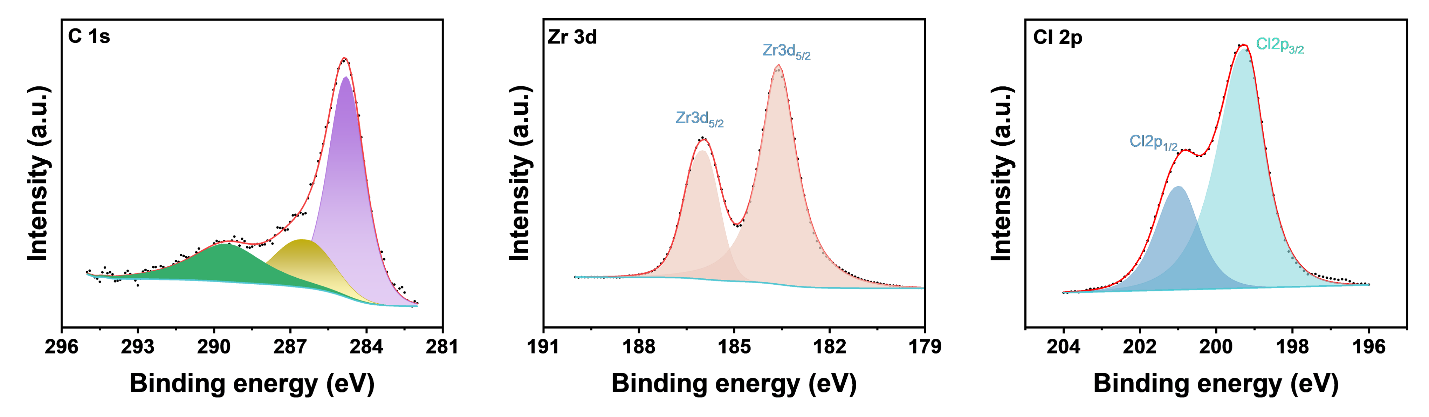 C 1s
Intensity (a.u.)
296 293 290 287 284 281
Binding energy (eV)
Zr 3d
Zr3d5/2
Zr3d5/2
Intensity (a.u.)
191 188 185 182 179
Binding energy (eV)
Cl 2p
Cl2p3/2
Cl2p1/2
Intensity (a.u.)
204 202 200 198 196
Binding energy (eV)